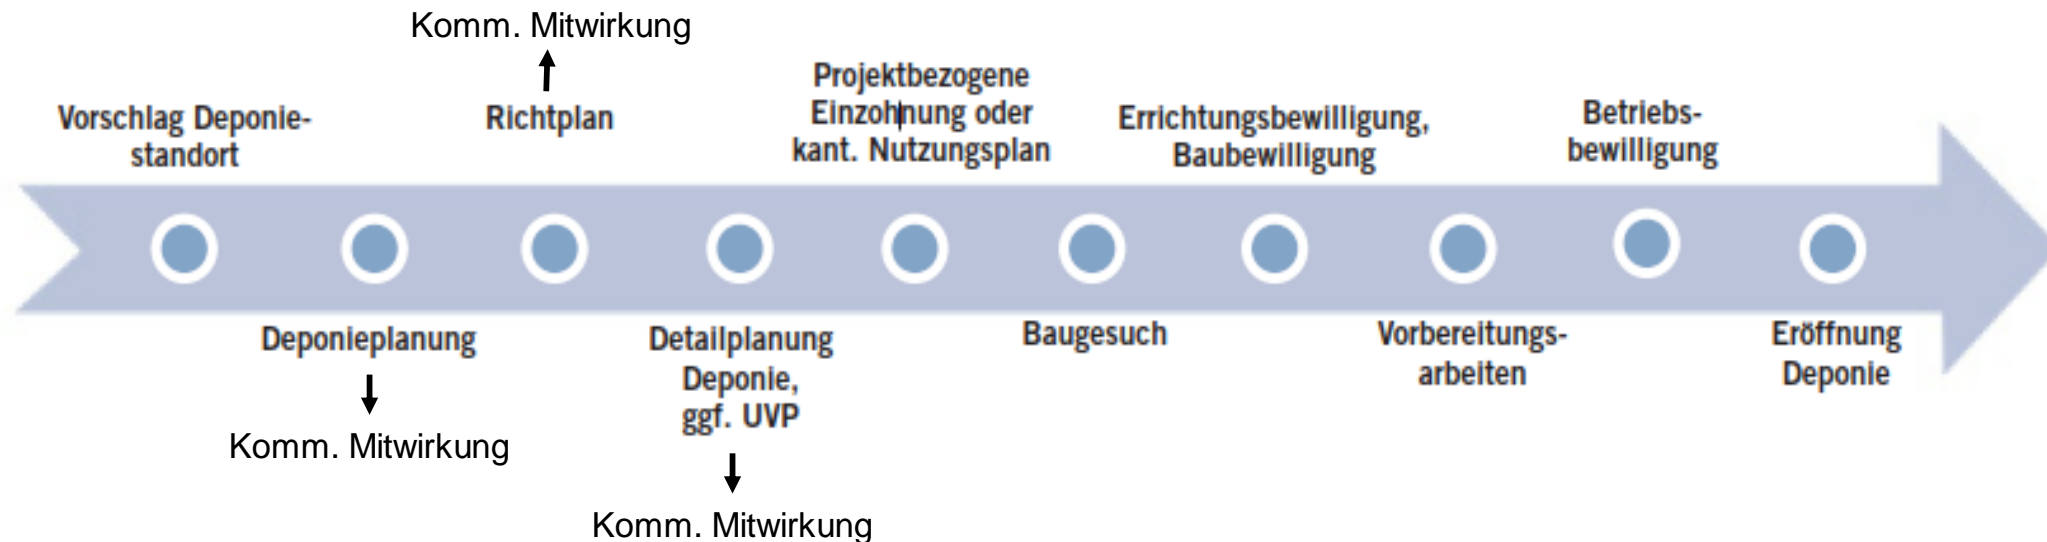 Komm. Mitwirkung
Vorschlag Deponie-
standort
Richtplan
Projektbezogene
Einzohnung oder
kant. Nutzungsplan
Errichtungsbewilligung,
Baubewilligung
Betriebs-
bewilligung
Deponieplanung
Komm. Mitwirkung
Detailplanung
Deponie,
ggf. UVP
Komm. Mitwirkung
Baugesuch
Vorbereitungs-
arbeiten
Eröffnung
Deponie